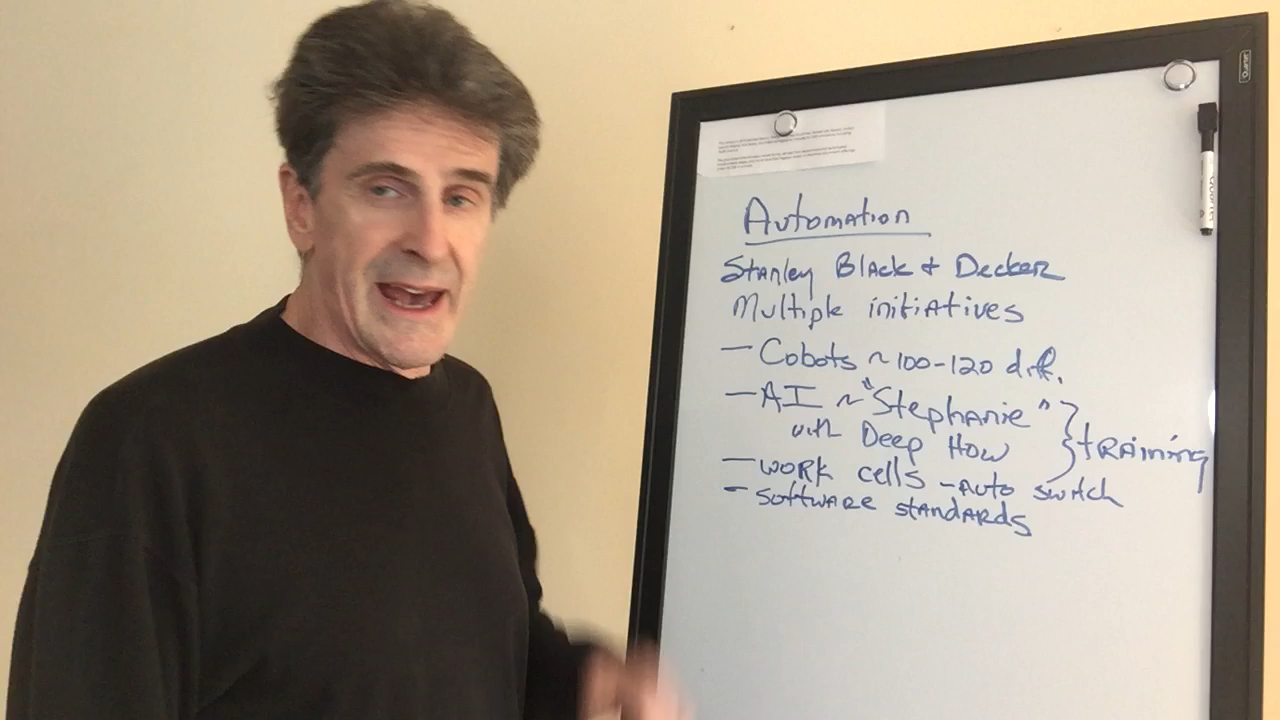 Automation
Stanley Black & Decker
Multiple initiatives
— Cobots ~100-120 diff.
— AI ~ "Stephanie" } training
with Deep How
— work cells - Auto switch
- software standards